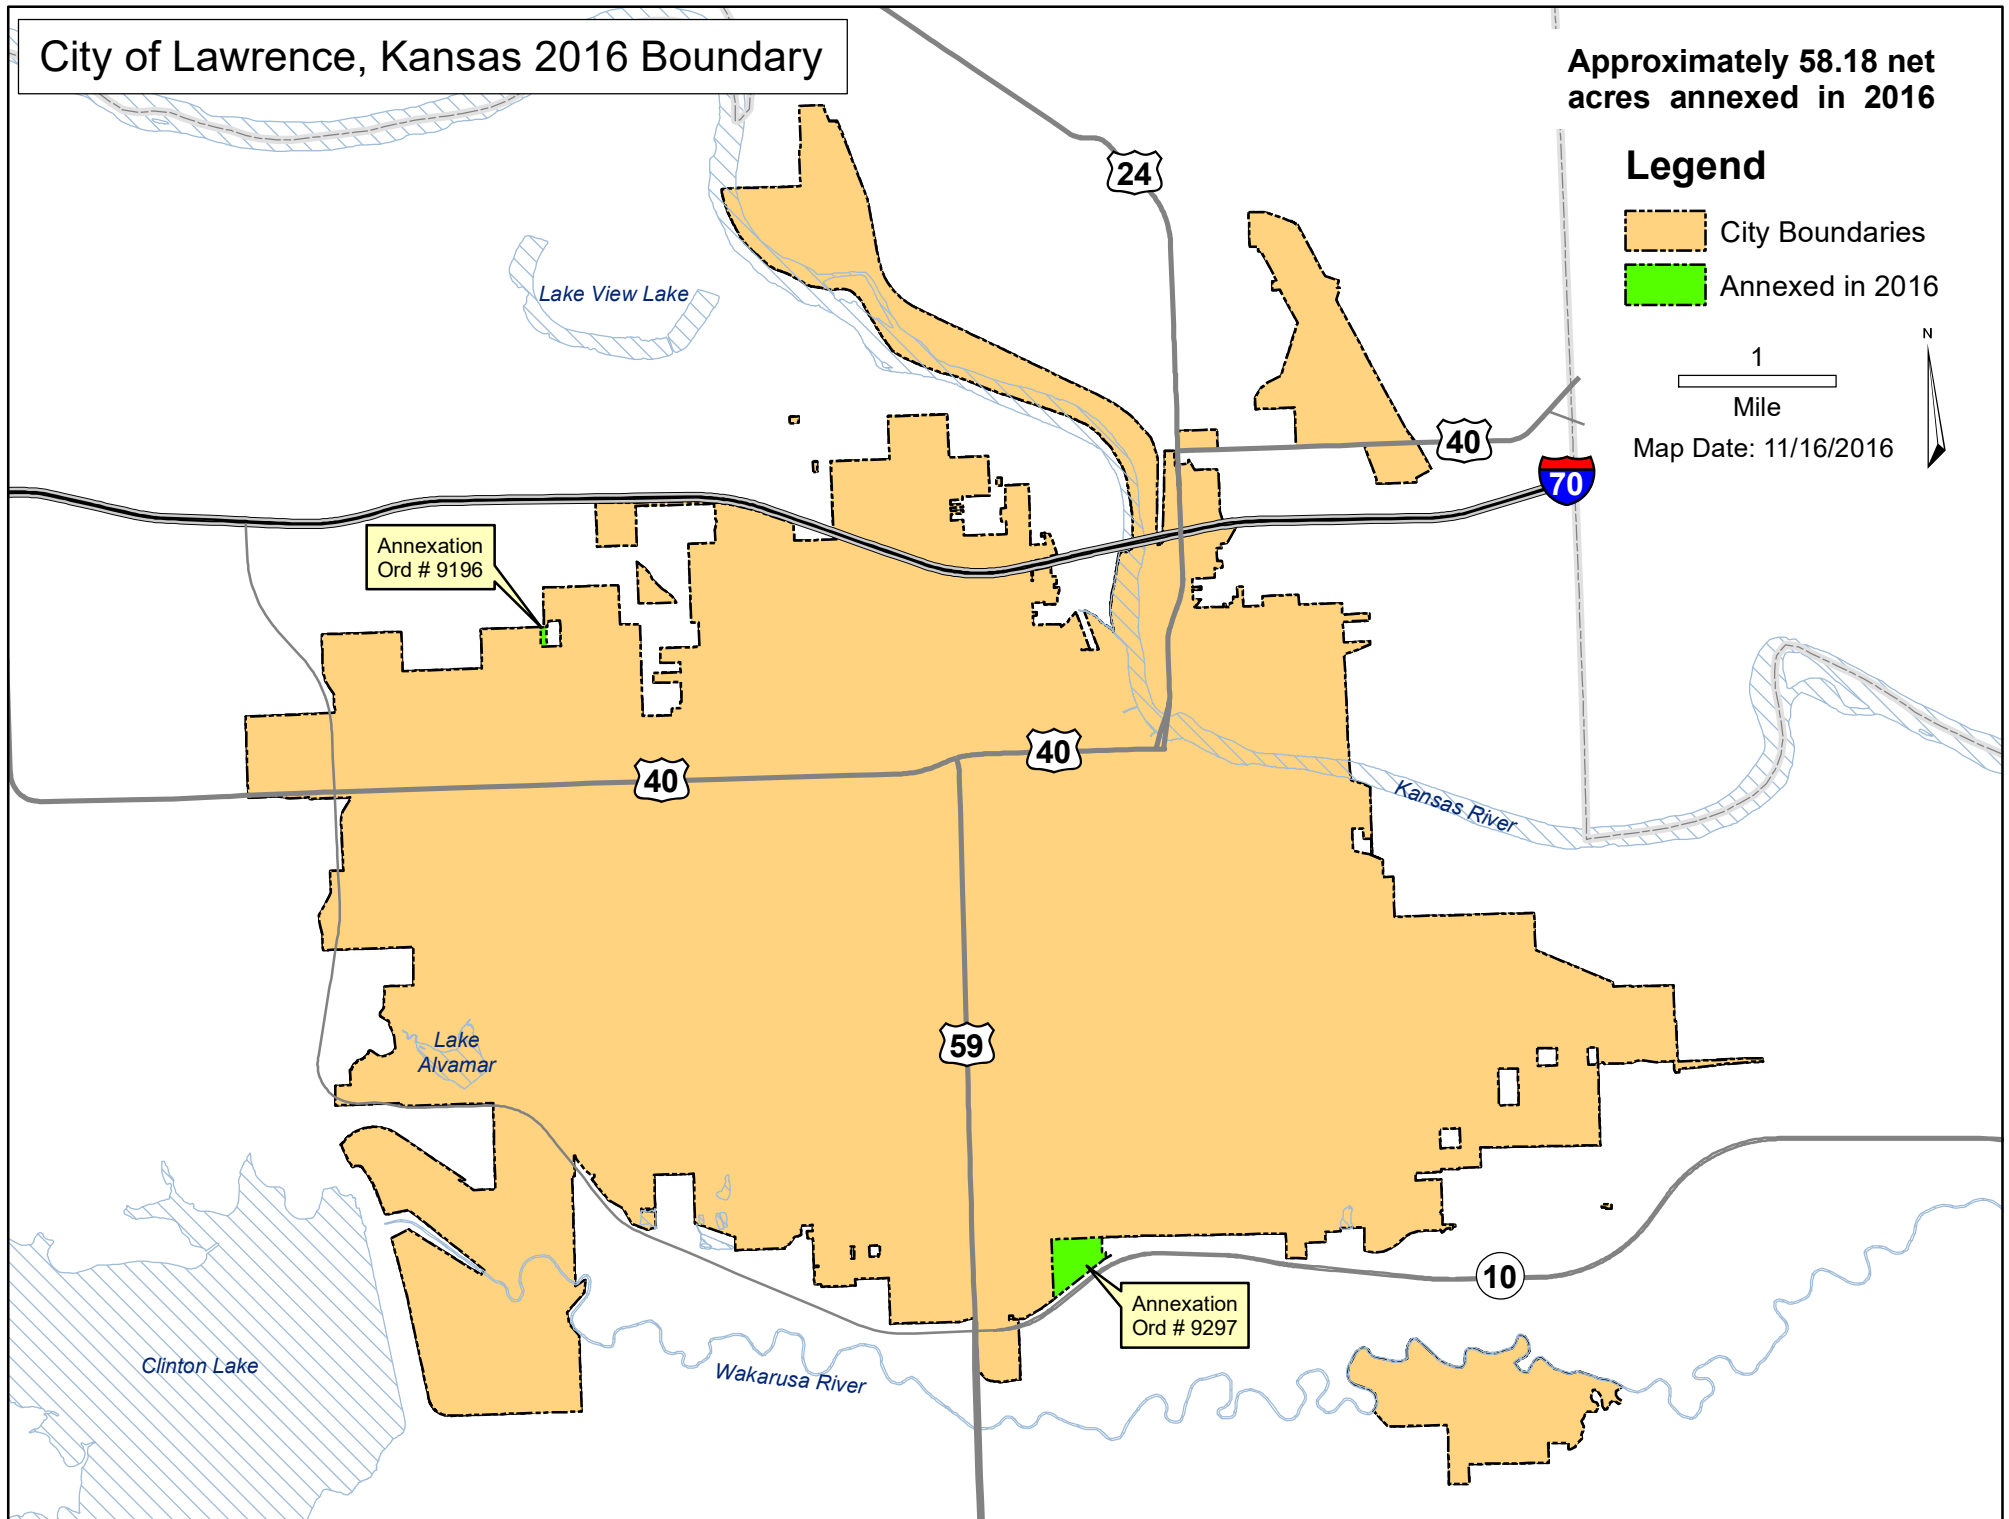 City of Lawrence, Kansas 2016 Boundary
Approximately 58.18 net
acres annexed in 2016
Legend
City Boundaries
Annexed in 2016
1
Mile
N
Map Date: 11/16/2016
24
Lake View Lake
40
70
Annexation
Ord # 9196
40
40
Kansas River
59
Lake
Alvamar
10
Annexation
Ord # 9297
Clinton Lake
Wakarusa River